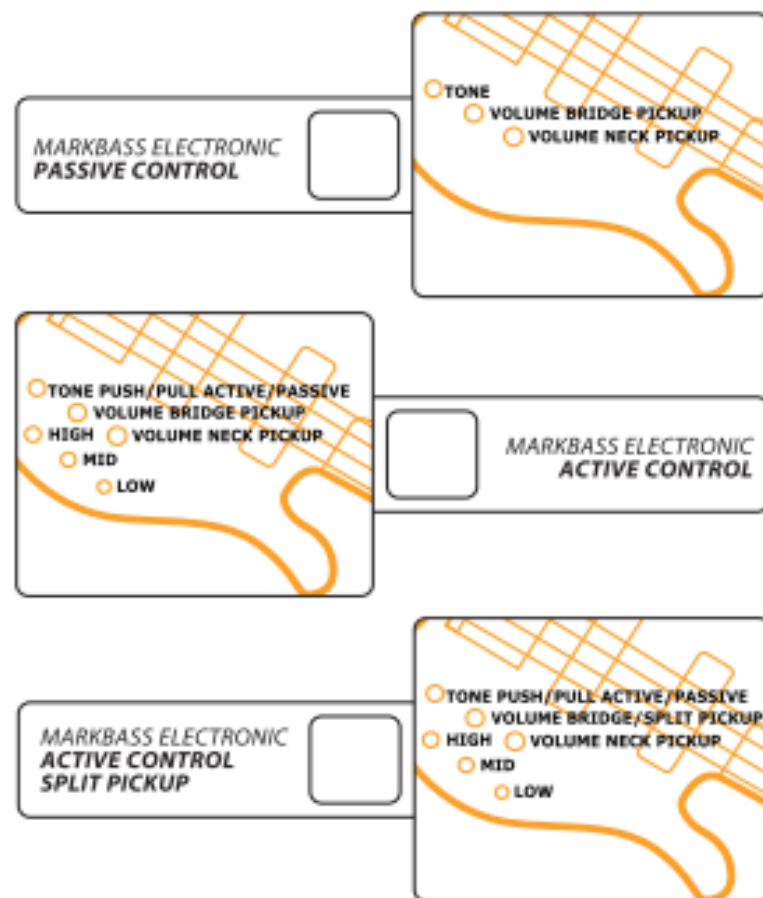 TONE
VOLUME BRIDGE PICKUP
VOLUME NECK PICKUP
MARKBASS ELECTRONIC
PASSIVE CONTROL
TONE PUSH/PULL ACTIVE/PASSIVE
VOLUME BRIDGE PICKUP
HIGH VOLUME NECK PICKUP
MID
LOW
MARKBASS ELECTRONIC
ACTIVE CONTROL
TONE PUSH/PULL ACTIVE/PASSIVE
VOLUME BRIDGE/SPLIT PICKUP
HIGH VOLUME NECK PICKUP
MID
LOW
MARKBASS ELECTRONIC
ACTIVE CONTROL
SPLIT PICKUP